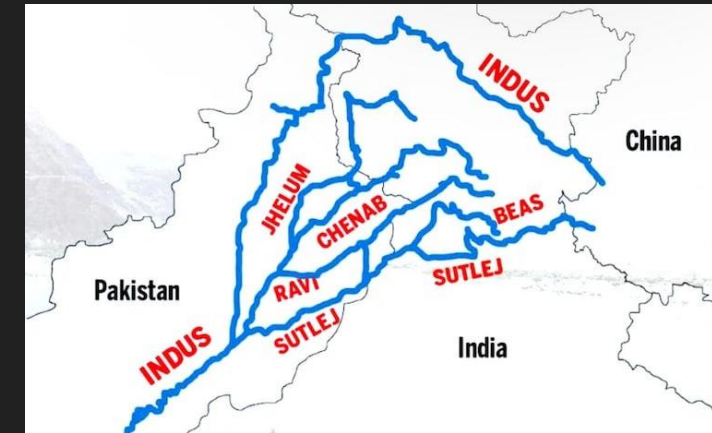 INDUS
China
JHELUM
CHENAB
BEAS
Pakistan
RAVI
SUTLEJ
SUTLEJ
INDUS
India